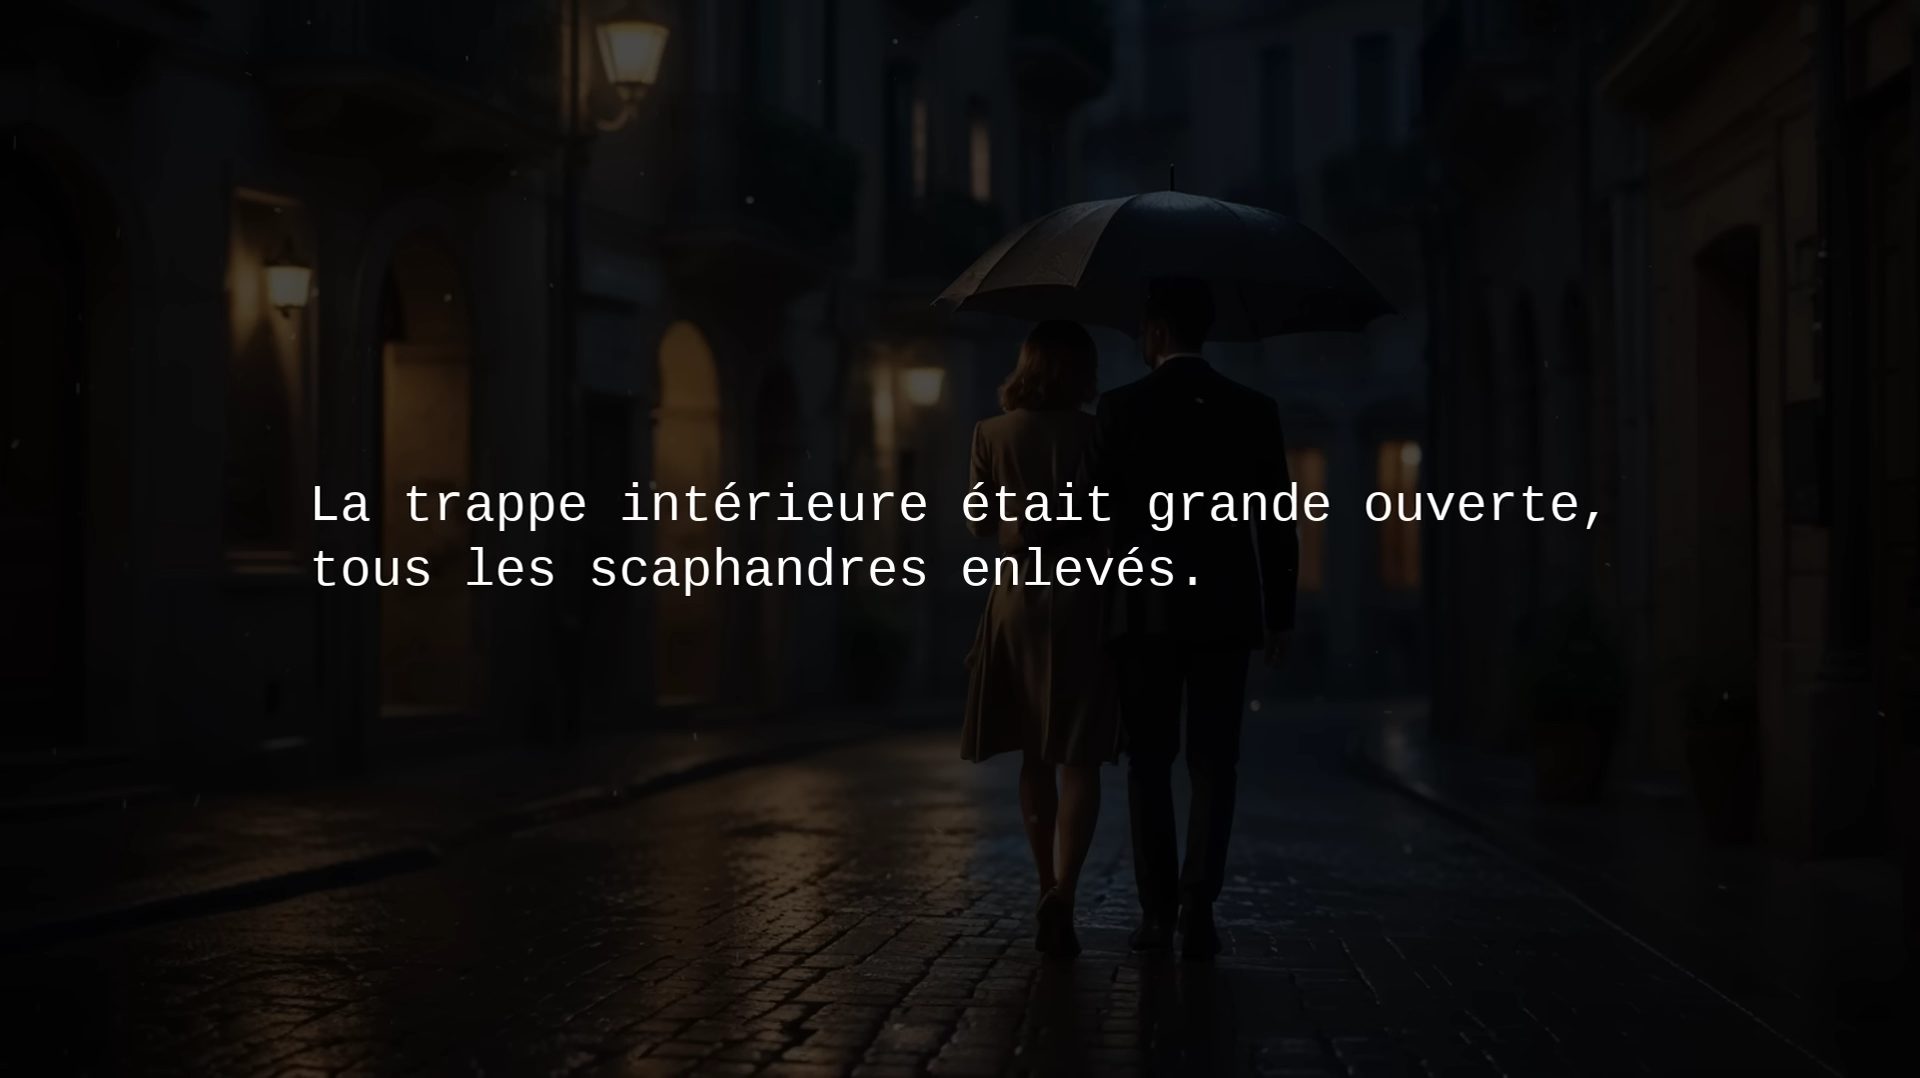 La trappe intérieure était grande ouverte,
tous les scaphandres enlevés.